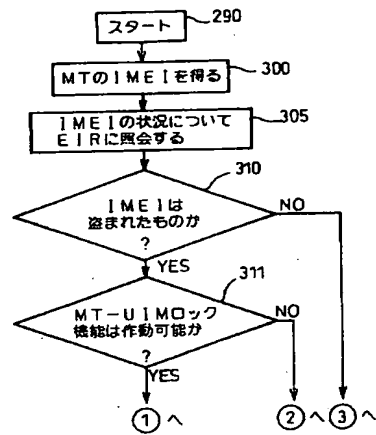 スタート
290
MTのIMEIを得る
300
IMEIの状況について
EIRに照会する
305
310
IMEIは
盗まれたものか
?
NO
YES
311
MT-UIMロック
機能は作動可能か
?
NO
YES
①へ
②へ
③へ